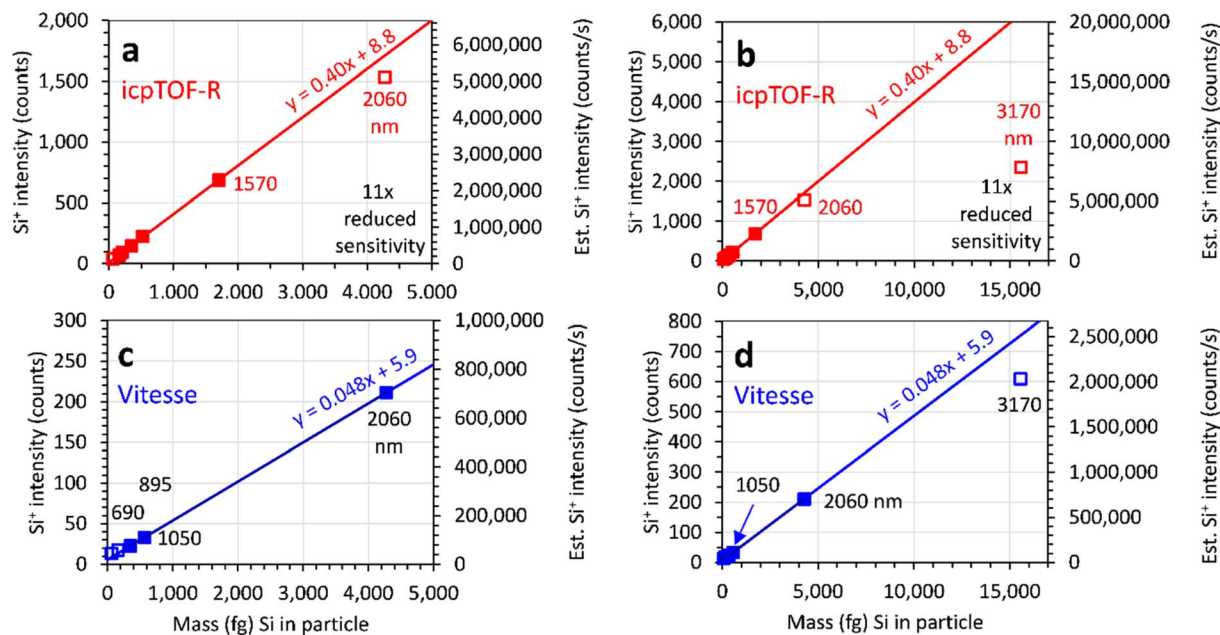 a
icpTOF-R
y = 0.40x + 8.8
2060
nm
1570
11x
reduced
sensitivity
Si⁺ intensity (counts)
2,000
1,500
1,000
500
0
Est. Si⁺ intensity (counts/s)
6,000,000
5,000,000
4,000,000
3,000,000
2,000,000
1,000,000
0
0 1.000 2.000 3.000 4.000 5.000
b
icpTOF-R
y = 0.40x + 8.8
3170
nm
1570
2060
11x
reduced
sensitivity
Si⁺ intensity (counts)
6,000
5,000
4,000
3,000
2,000
1,000
0
Est. Si⁺ intensity (counts/s)
20,000,000
15,000,000
10,000,000
5,000,000
0
0 5,000 10,000 15,000
c
Vitesse
y = 0.048x + 5.9
2060
nm
895
690
1050
Si⁺ intensity (counts)
300
250
200
150
100
50
0
Est. Si⁺ intensity (counts/s)
1,000,000
800,000
600,000
400,000
200,000
0
0 1,000 2,000 3,000 4,000 5,000
Mass (fg) Si in particle
d
Vitesse
y = 0.048x + 5.9
3170
1050
2060 nm
Si⁺ intensity (counts)
800
700
600
500
400
300
200
100
0
Est. Si⁺ intensity (counts/s)
2,500,000
2,000,000
1,500,000
1,000,000
500,000
0
0 5,000 10,000 15,000
Mass (fg) Si in particle